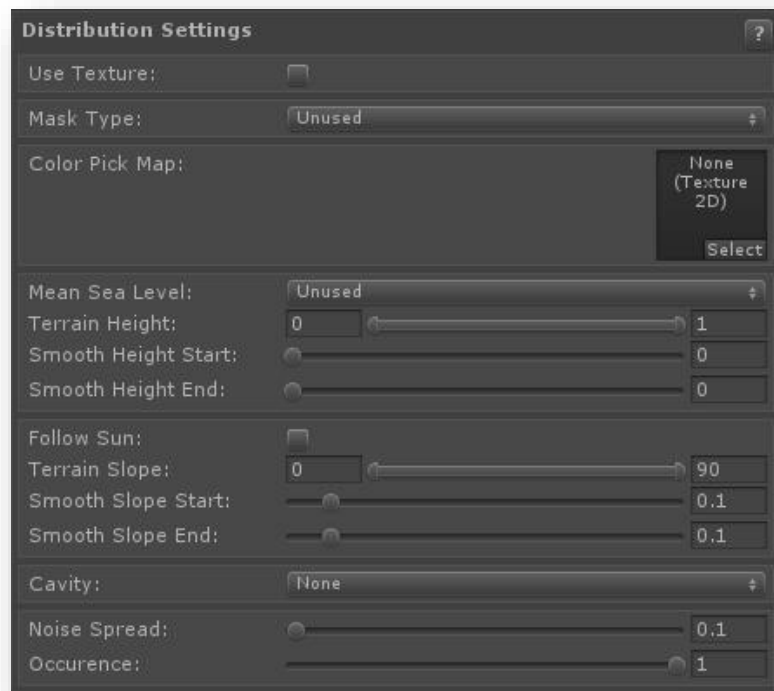 Distribution Settings ?
Use Texture:
Mask Type: Unused
Color Pick Map: None
(Texture
2D)
Select
Mean Sea Level: Unused
Terrain Height: 0 1
Smooth Height Start: 0
Smooth Height End: 0
Follow Sun:
Terrain Slope: 0 90
Smooth Slope Start: 0.1
Smooth Slope End: 0.1
Cavity: None
Noise Spread: 0.1
Occurence: 1